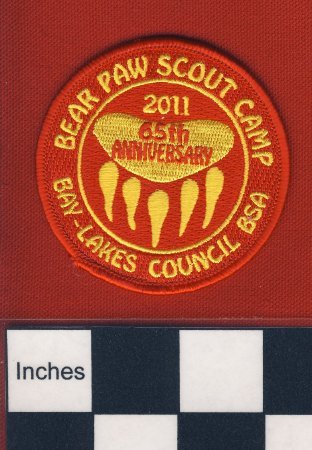 BEAR PAW SCOUT CAMP
2011
65th
ANNIVERSARY
BAY-LAKES COUNCIL BSA
Inches